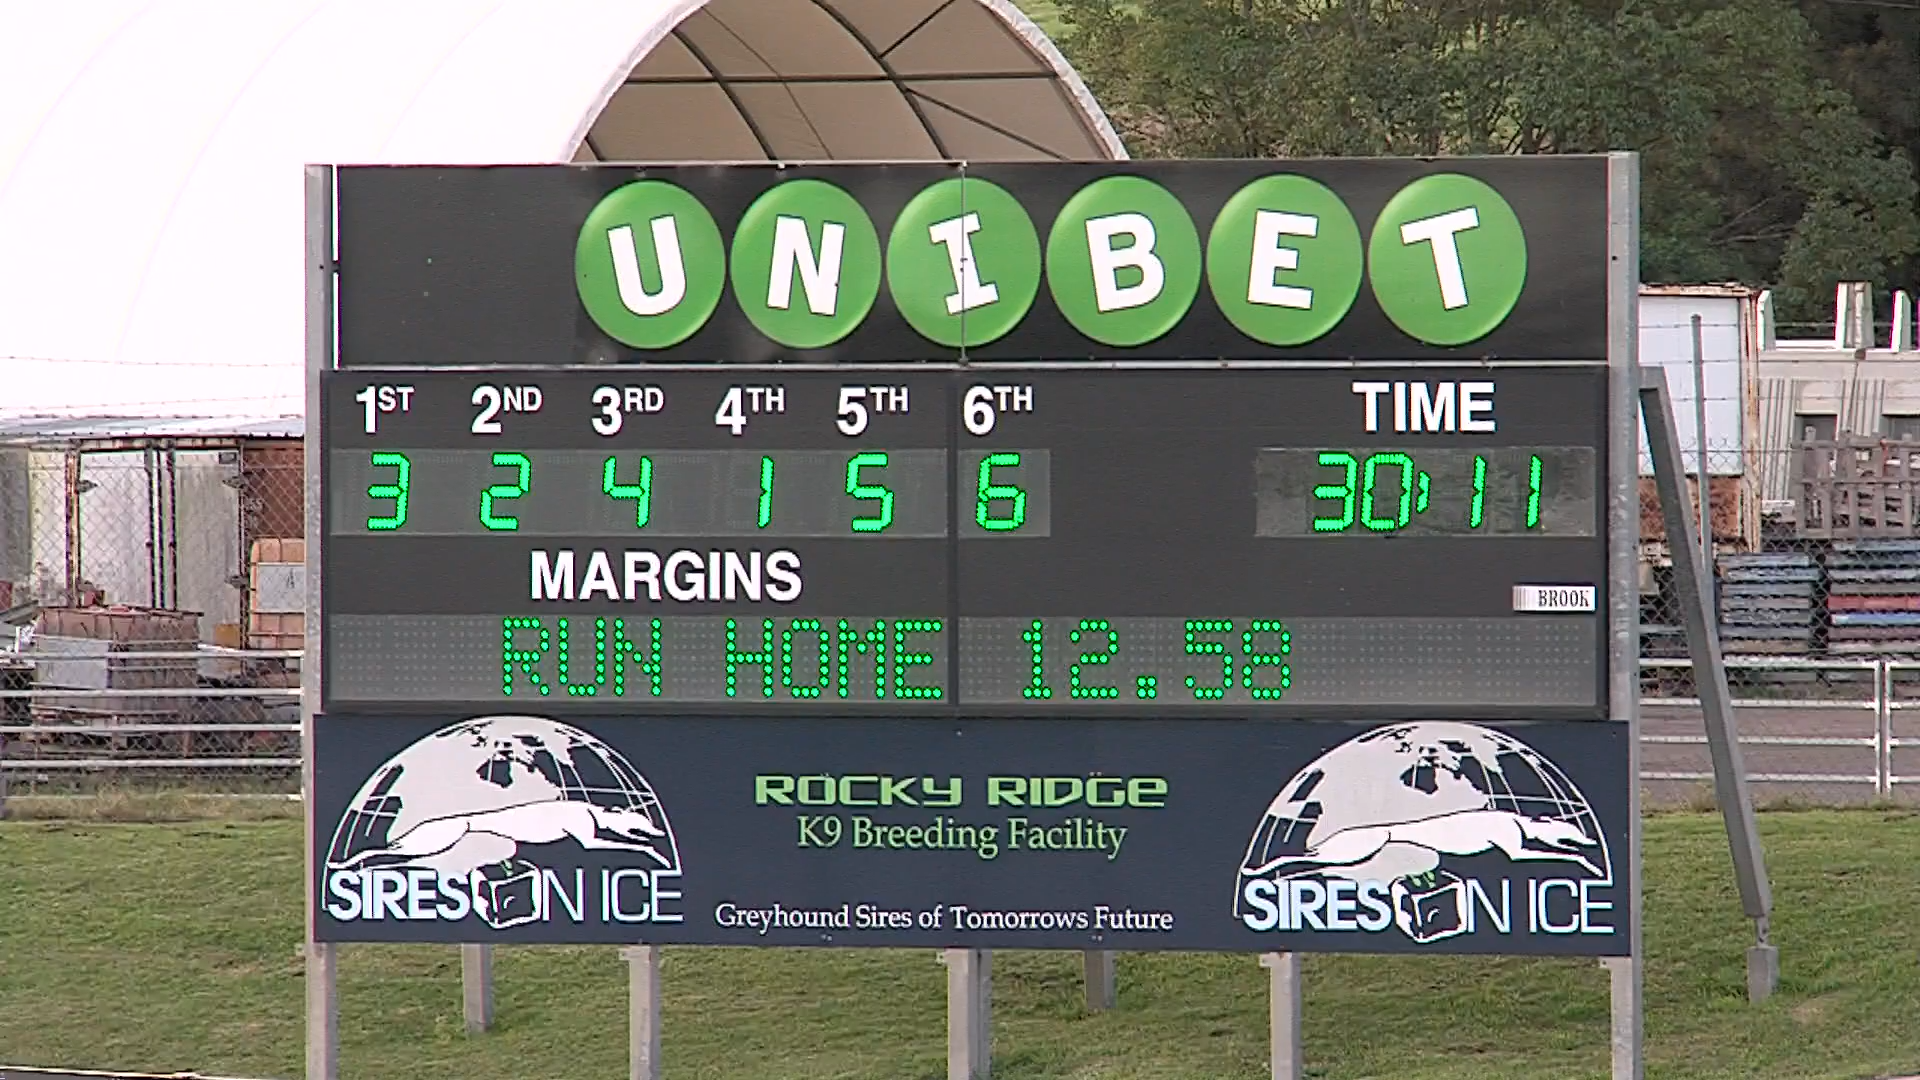 UNIBET
1ST 2ND 3RD 4TH 5TH 6TH TIME
3 2 4 1 5 6 30:11
MARGINS
BROOK
RUN HOME 12.58
ROCKY RIDGE
K9 Breeding Facility
SIRES ON ICE
Greyhound Sires of Tomorrows Future
SIRES ON ICE